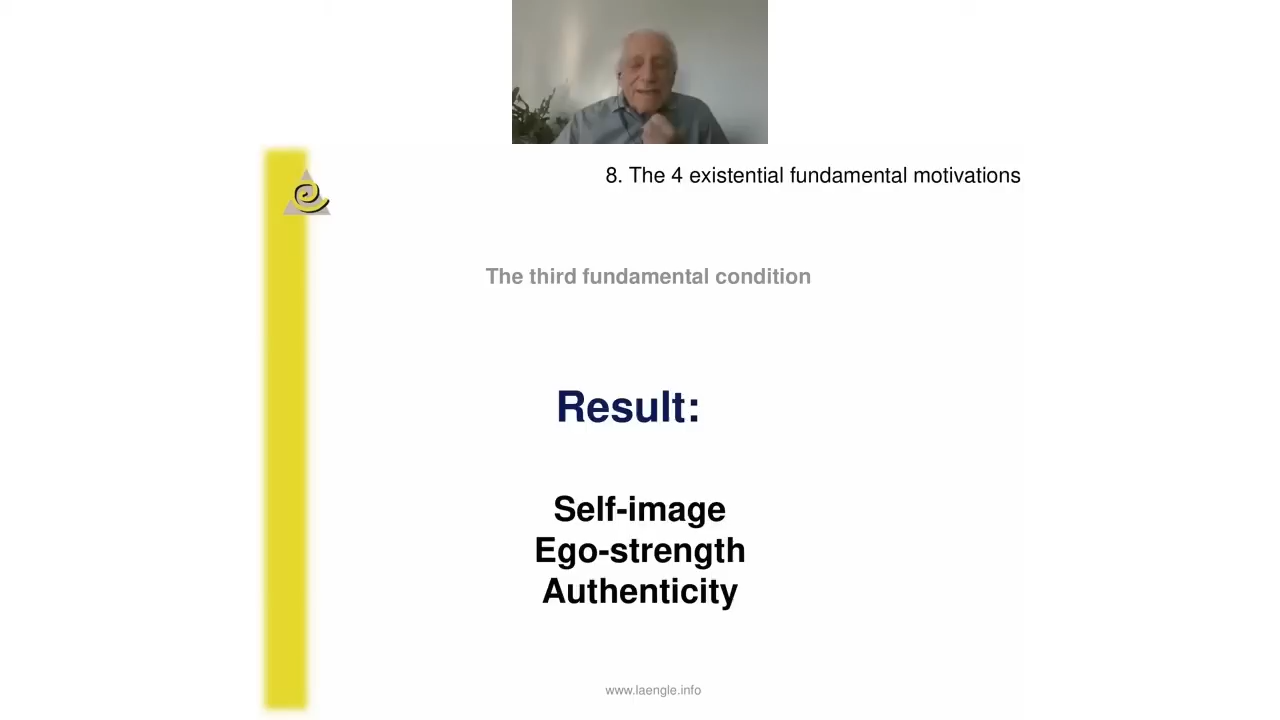 8. The 4 existential fundamental motivations
The third fundamental condition
Result:
Self-image
Ego-strength
Authenticity
www.laengle.info